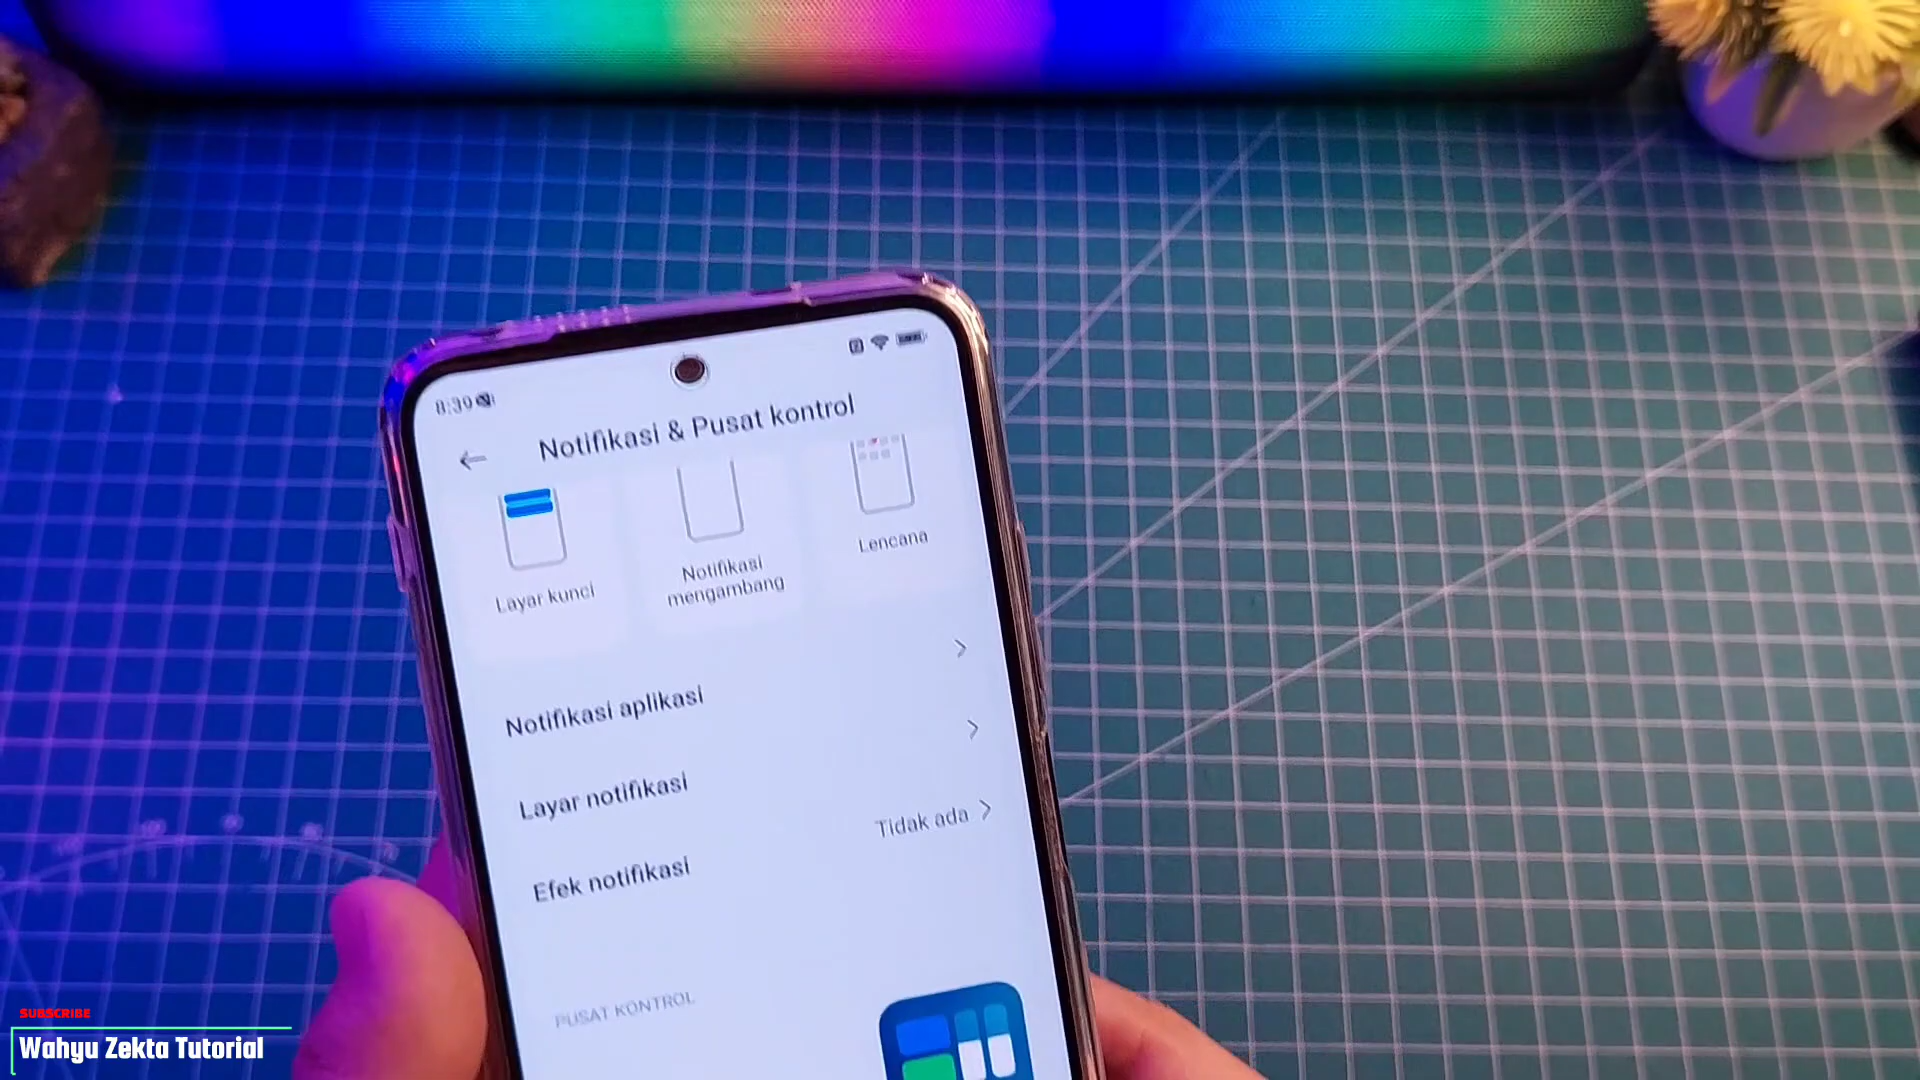 8:39
Notifikasi & Pusat kontrol
Layar kunci
Notifikasi
mengambang
Lencana
Notifikasi aplikasi
Layar notifikasi
Efek notifikasi
Tidak ada
PUSAT KONTROL
SUBSCRIBE
Wahyu Zekta Tutorial